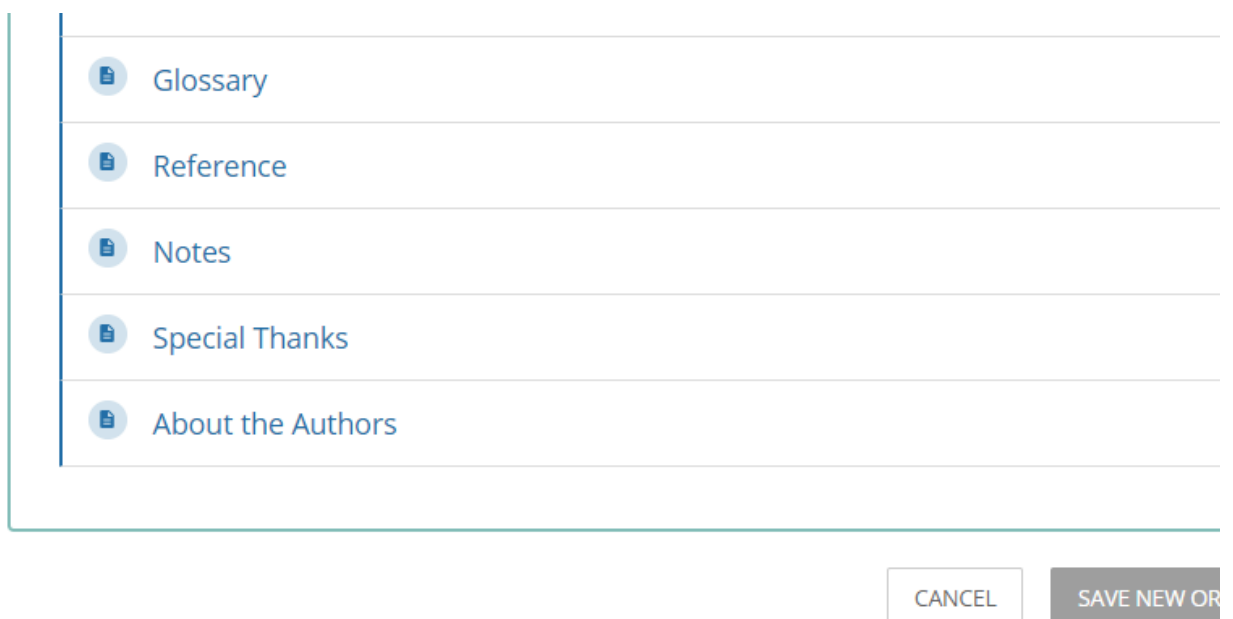 Glossary
Reference
Notes
Special Thanks
About the Authors
CANCEL
SAVE NEW OR